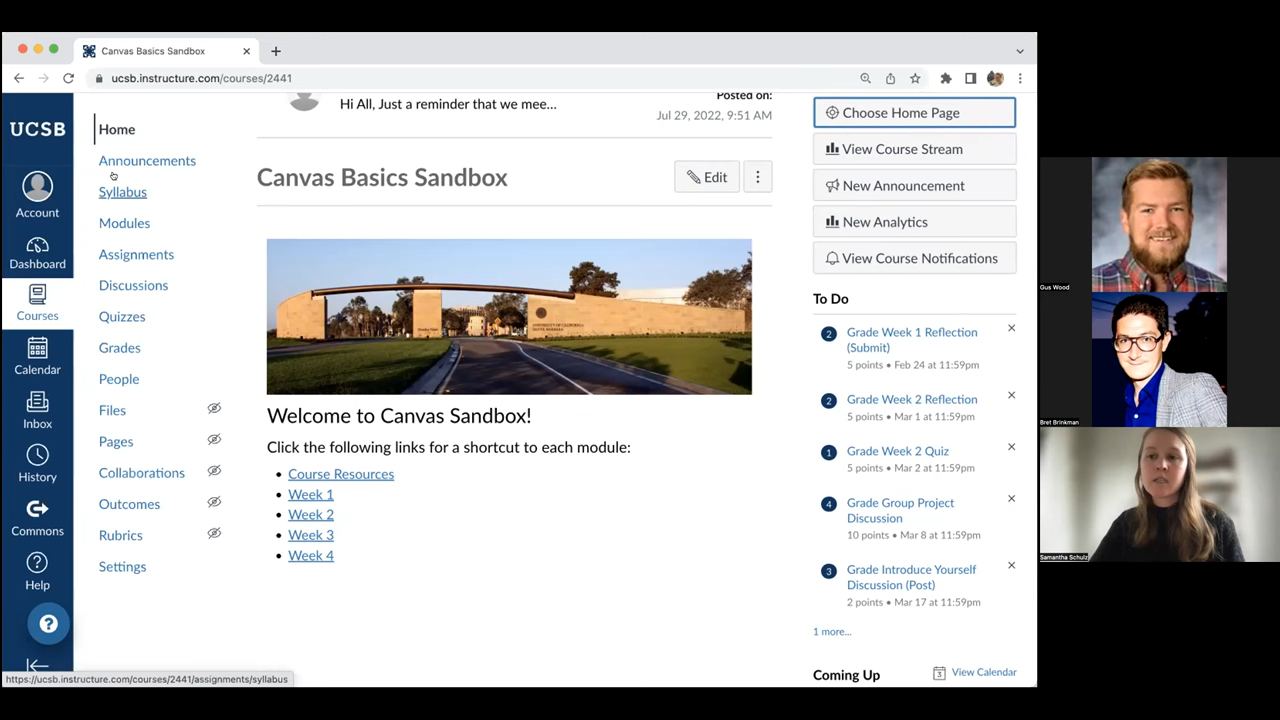 Canvas Basics Sandbox
ucsb.instructure.com/courses/2441
UCSB
Account
Dashboard
Courses
Calendar
Inbox
History
Commons
Help
Home
Announcements
Syllabus
Modules
Assignments
Discussions
Quizzes
Grades
People
Files
Pages
Collaborations
Outcomes
Rubrics
Settings
Hi All, Just a reminder that we mee...
Posted on:
Jul 29, 2022, 9:51 AM
Canvas Basics Sandbox
Edit
Welcome to Canvas Sandbox!
Click the following links for a shortcut to each module:
Course Resources
Week 1
Week 2
Week 3
Week 4
Choose Home Page
View Course Stream
New Announcement
New Analytics
View Course Notifications
To Do
2 Grade Week 1 Reflection
(Submit)
5 points • Feb 24 at 11:59pm
2 Grade Week 2 Reflection
5 points • Mar 1 at 11:59pm
1 Grade Week 2 Quiz
5 points • Mar 2 at 11:59pm
4 Grade Group Project
Discussion
10 points • Mar 8 at 11:59pm
3 Grade Introduce Yourself
Discussion (Post)
2 points • Mar 17 at 11:59pm
1 more...
Coming Up
3 View Calendar
https://ucsb.instructure.com/courses/2441/assignments/syllabus
Gus Wood
Bret Brinkman
Samantha Schulz